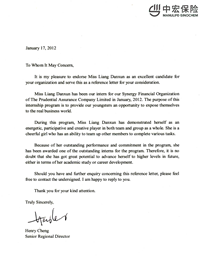 中宏保险
MANULIFE-SINOCHEM
January 17, 2012
To Whom It May Concern,
It is my pleasure to endorse Miss Liang Danxun as an excellent candidate for
your organization and serve this as a reference letter for your consideration.
Miss Liang Danxun has been our intern for our Synergy Financial Organization
of The Prudential Assurance Company Limited in January, 2012. The purpose of this
internship program is to provide our youngsters an opportunity to expose themselves to
the real business world.
During this program, Miss Liang Danxun has demonstrated herself as an
energetic, participative and creative player in both team and group as a whole. She is a
cheerful girl who has an ability to team up other members to complete various tasks.
Because of her outstanding performance and commitment in the program, she
has been awarded one of the outstanding interns for the program. Therefore, it is no
doubt that she has got great potential to advance to higher levels in future,
either in terms of her academic study or career development.
Should you have and further enquiry concerning this reference letter, please
feel free to contact the undersigned. I am happy to reply to you.
Thank you for your kind attention.
Truly Sincerely,
Henry Cheng
Senior Regional Director